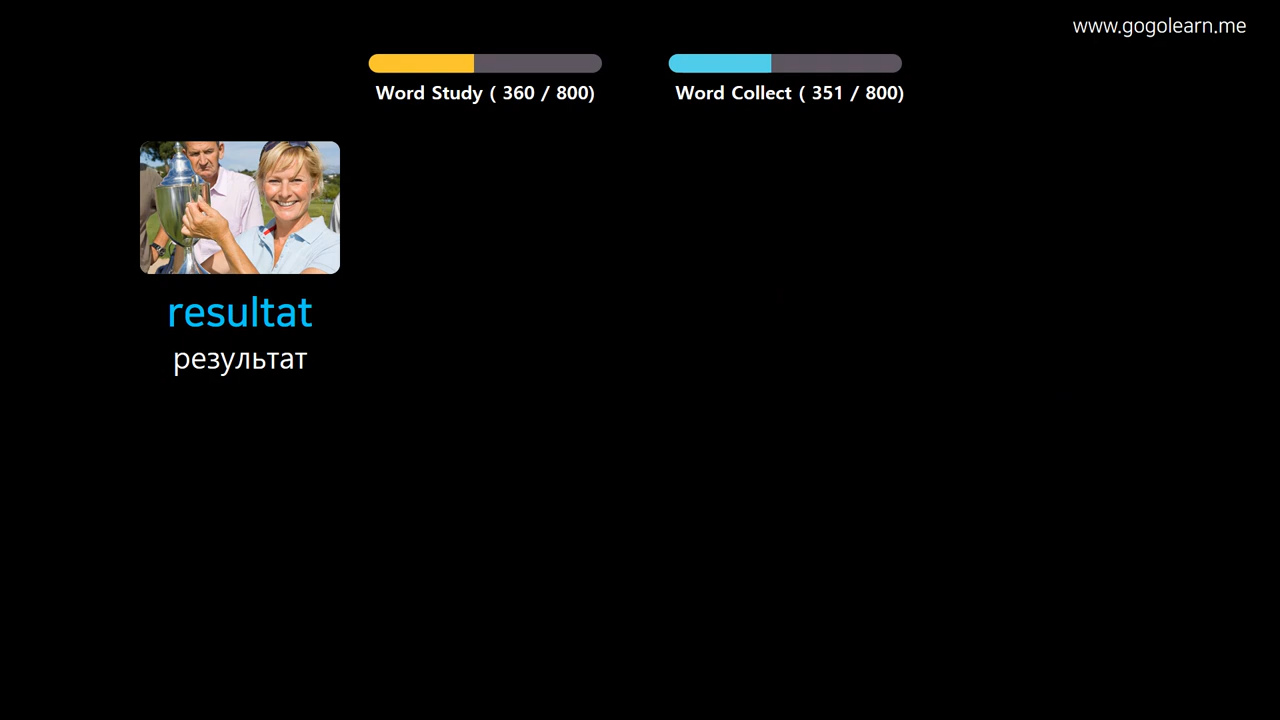 www.gogolearn.me
Word Study ( 360 / 800)
Word Collect ( 351 / 800)
resultat
результат